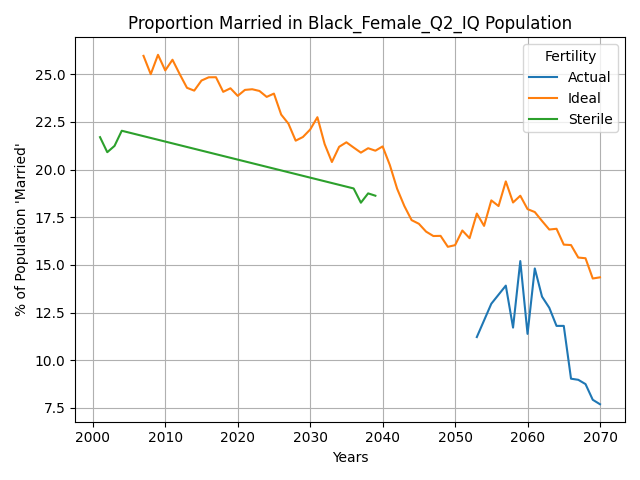 Proportion Married in Black_Female_Q2_IQ Population
% of Population 'Married'
25.0
22.5
20.0
17.5
15.0
12.5
10.0
7.5
Fertility
Actual
Ideal
Sterile
2000 2010 2020 2030 2040 2050 2060 2070
Years